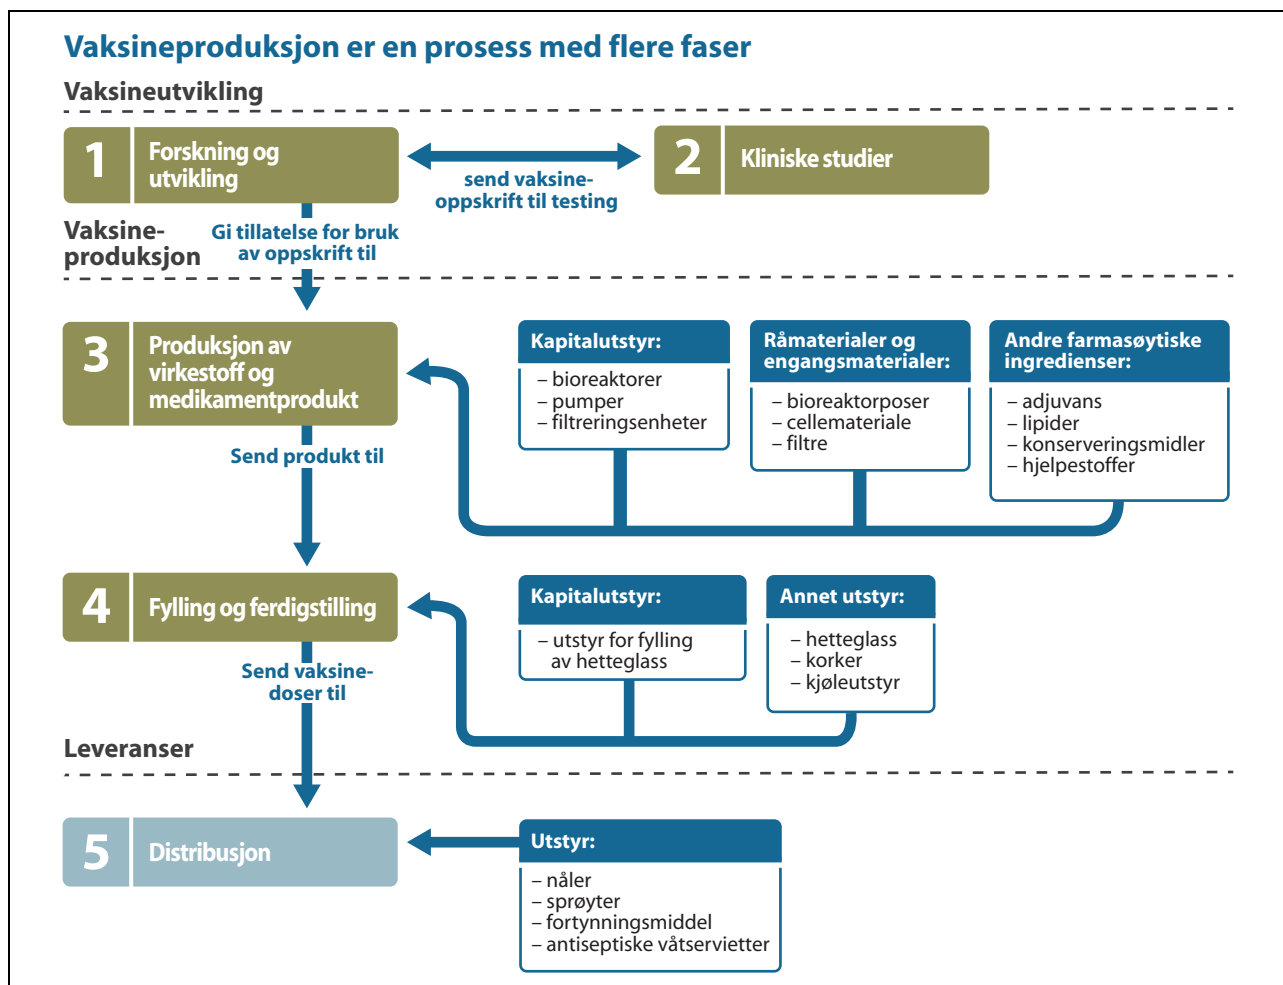 Vaksineproduksjon er en prosess med flere faser
Vaksineutvikling
1
Forskning og
utvikling
send vaksine-
oppskrift til testing
2
Kliniske studier
Vaksine-
produksjon
Gi tillatelse for bruk
av oppskrift til
3
Produksjon av
virkestoff og
medikamentprodukt
Kapitalutstyr:
– bioreaktorer
– pumper
– filtreringsenheter
Råmaterialer og
engangsmaterialer:
– bioreaktorposer
– cellemateriale
– filtre
Andre farmasøytiske
ingredienser:
– adjuvans
– lipider
– konserveringsmidler
– hjelpestoffer
Send produkt til
4
Fylling og ferdigstilling
Kapitalutstyr:
– utstyr for fylling
av hetteglass
Annet utstyr:
– hetteglass
– korker
– kjøleutstyr
Send vaksine-
doser til
Leveranser
5
Distribusjon
Utstyr:
– nåler
– sprøyter
– fortynningsmiddel
– antiseptiske våtservietter